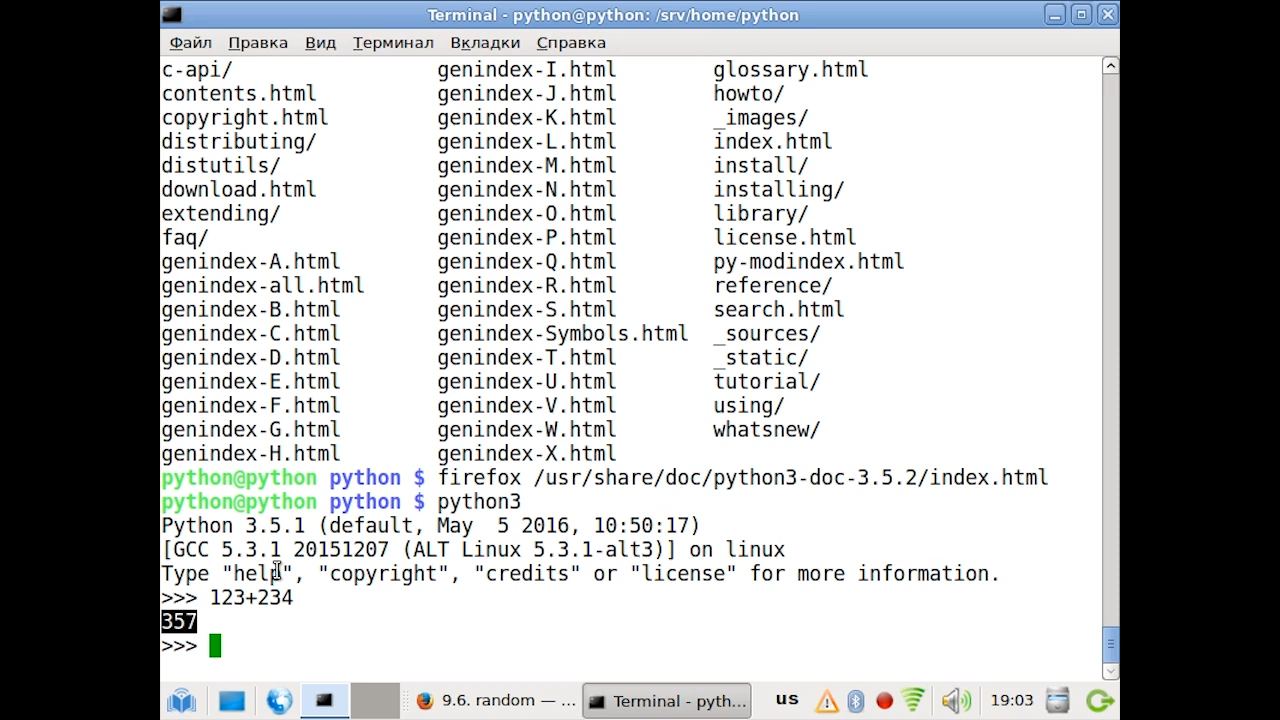 Terminal - python@python: /srv/home/python
Файл Правка Вид Терминал Вкладки Справка
c-api/ genindex-I.html glossary.html
contents.html genindex-J.html howto/
copyright.html genindex-K.html _images/
distributing/ genindex-L.html index.html
distutils/ genindex-M.html install/
download.html genindex-N.html installing/
extending/ genindex-O.html library/
faq/ genindex-P.html license.html
genindex-A.html genindex-Q.html py-modindex.html
genindex-all.html genindex-R.html reference/
genindex-B.html genindex-S.html search.html
genindex-C.html genindex-Symbols.html _sources/
genindex-D.html genindex-T.html _static/
genindex-E.html genindex-U.html tutorial/
genindex-F.html genindex-V.html using/
genindex-G.html genindex-W.html whatsnew/
genindex-H.html genindex-X.html
python@python python $ firefox /usr/share/doc/python3-doc-3.5.2/index.html
python@python python $ python3
Python 3.5.1 (default, May  5 2016, 10:50:17)
[GCC 5.3.1 20151207 (ALT Linux 5.3.1-alt3)] on linux
Type "help", "copyright", "credits" or "license" for more information.
>>> 123+234
357
>>>
9.6. random — ... Terminal - pyth... us 19:03